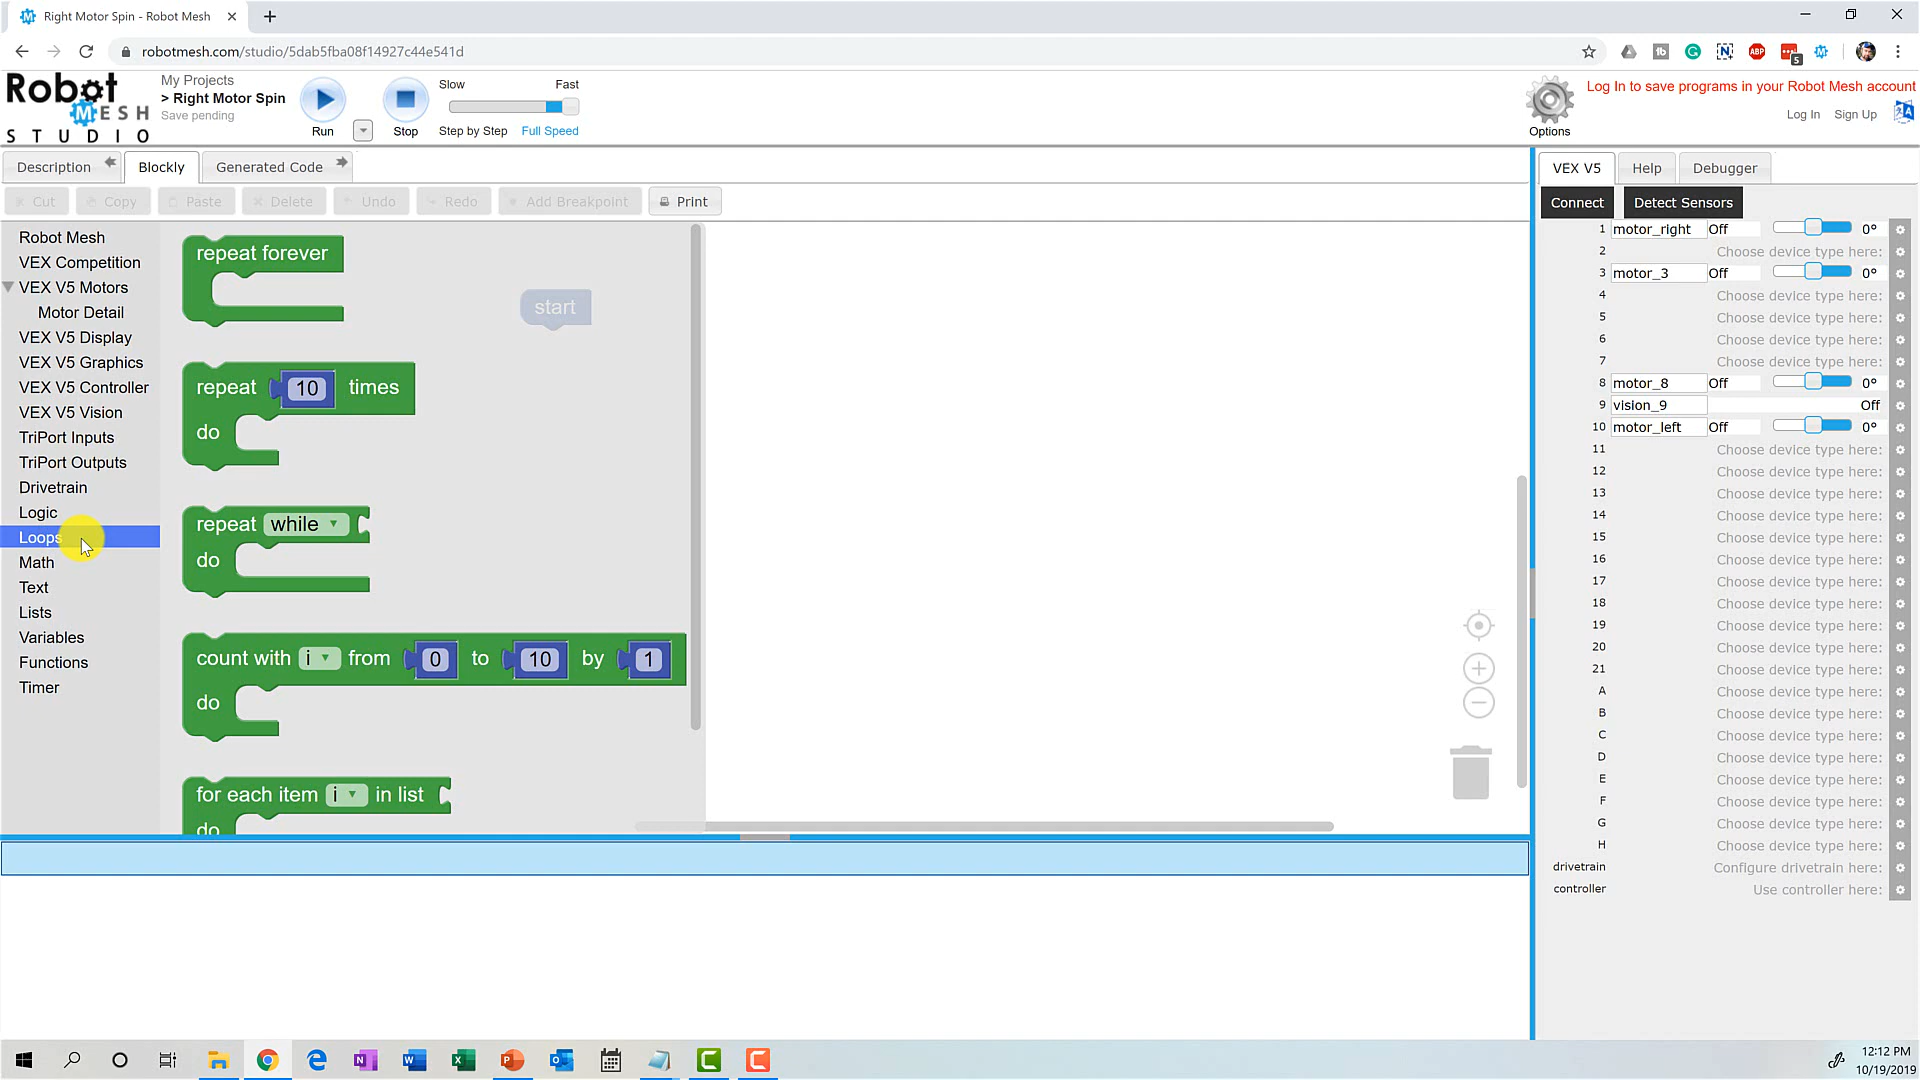 Right Motor Spin - Robot Mesh
robotmesh.com/studio/5dab5fba08f14927c44e541d
ABP
5
Robot
MESH
STUDIO
My Projects
> Right Motor Spin
Save pending
Run
Stop
Slow
Fast
Step by Step
Full Speed
Options
Log In to save programs in your Robot Mesh account
Log In
Sign Up
Description
Blockly
Generated Code
Cut
Copy
Paste
Delete
Undo
Redo
Add Breakpoint
Print
Robot Mesh
VEX Competition
VEX V5 Motors
Motor Detail
VEX V5 Display
VEX V5 Graphics
VEX V5 Controller
VEX V5 Vision
TriPort Inputs
TriPort Outputs
Drivetrain
Logic
Loops
Math
Text
Lists
Variables
Functions
Timer
repeat forever
start
repeat 10 times
do
repeat while
do
count with i from 0 to 10 by 1
do
for each item i in list
do
VEX V5
Help
Debugger
Connect
Detect Sensors
1 motor_right Off 0°
2 Choose device type here:
3 motor_3 Off 0°
4 Choose device type here:
5 Choose device type here:
6 Choose device type here:
7 Choose device type here:
8 motor_8 Off 0°
9 vision_9 Off
10 motor_left Off 0°
11 Choose device type here:
12 Choose device type here:
13 Choose device type here:
14 Choose device type here:
15 Choose device type here:
16 Choose device type here:
17 Choose device type here:
18 Choose device type here:
19 Choose device type here:
20 Choose device type here:
21 Choose device type here:
A Choose device type here:
B Choose device type here:
C Choose device type here:
D Choose device type here:
E Choose device type here:
F Choose device type here:
G Choose device type here:
H Choose device type here:
drivetrain Configure drivetrain here:
controller Use controller here:
12:12 PM
10/19/2019